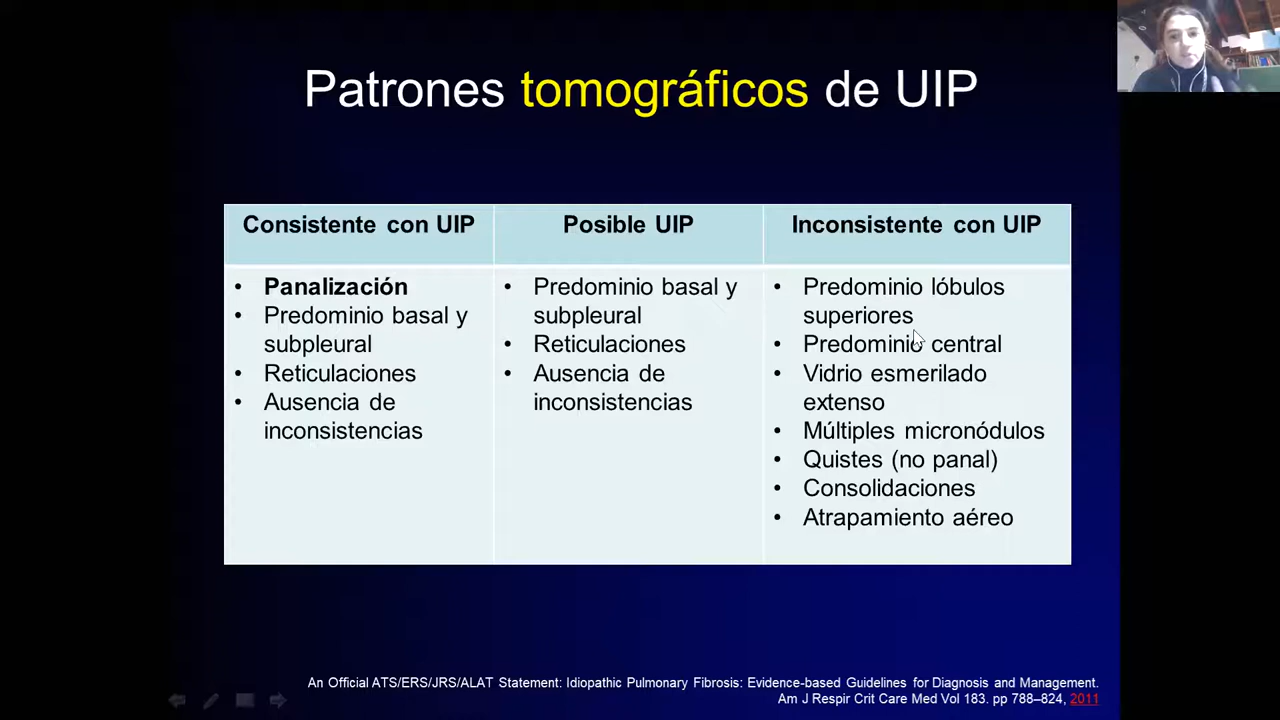 Patrones tomográficos de UIP
Consistente con UIP
Posible UIP
Inconsistente con UIP
• Panalización
• Predominio basal y
subpleural
• Reticulaciones
• Ausencia de
inconsistencias
• Predominio basal y
subpleural
• Reticulaciones
• Ausencia de
inconsistencias
• Predominio lóbulos
superiores
• Predominio central
• Vidrio esmerilado
extenso
• Múltiples micronódulos
• Quistes (no panal)
• Consolidaciones
• Atrapamiento aéreo
An Official ATS/ERS/JRS/ALAT Statement: Idiopathic Pulmonary Fibrosis: Evidence-based Guidelines for Diagnosis and Management.
Am J Respir Crit Care Med Vol 183. pp 788–824, 2011